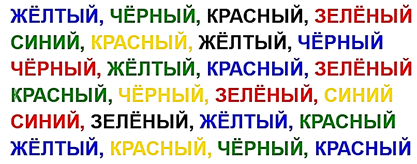 ЖЁЛТЫЙ, ЧЁРНЫЙ, КРАСНЫЙ, ЗЕЛЁНЫЙ
СИНИЙ, КРАСНЫЙ, ЖЁЛТЫЙ, ЧЁРНЫЙ
ЧЁРНЫЙ, ЖЁЛТЫЙ, КРАСНЫЙ, ЗЕЛЁНЫЙ
КРАСНЫЙ, ЧЁРНЫЙ, ЗЕЛЁНЫЙ, СИНИЙ
СИНИЙ, ЗЕЛЁНЫЙ, ЖЁЛТЫЙ, КРАСНЫЙ
ЖЁЛТЫЙ, КРАСНЫЙ, ЧЁРНЫЙ, КРАСНЫЙ